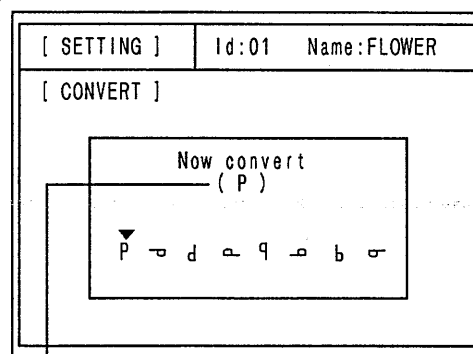 [ SETTING ] Id:01 Name:FLOWER
[ CONVERT ]
Now convert
( P )
P d q b